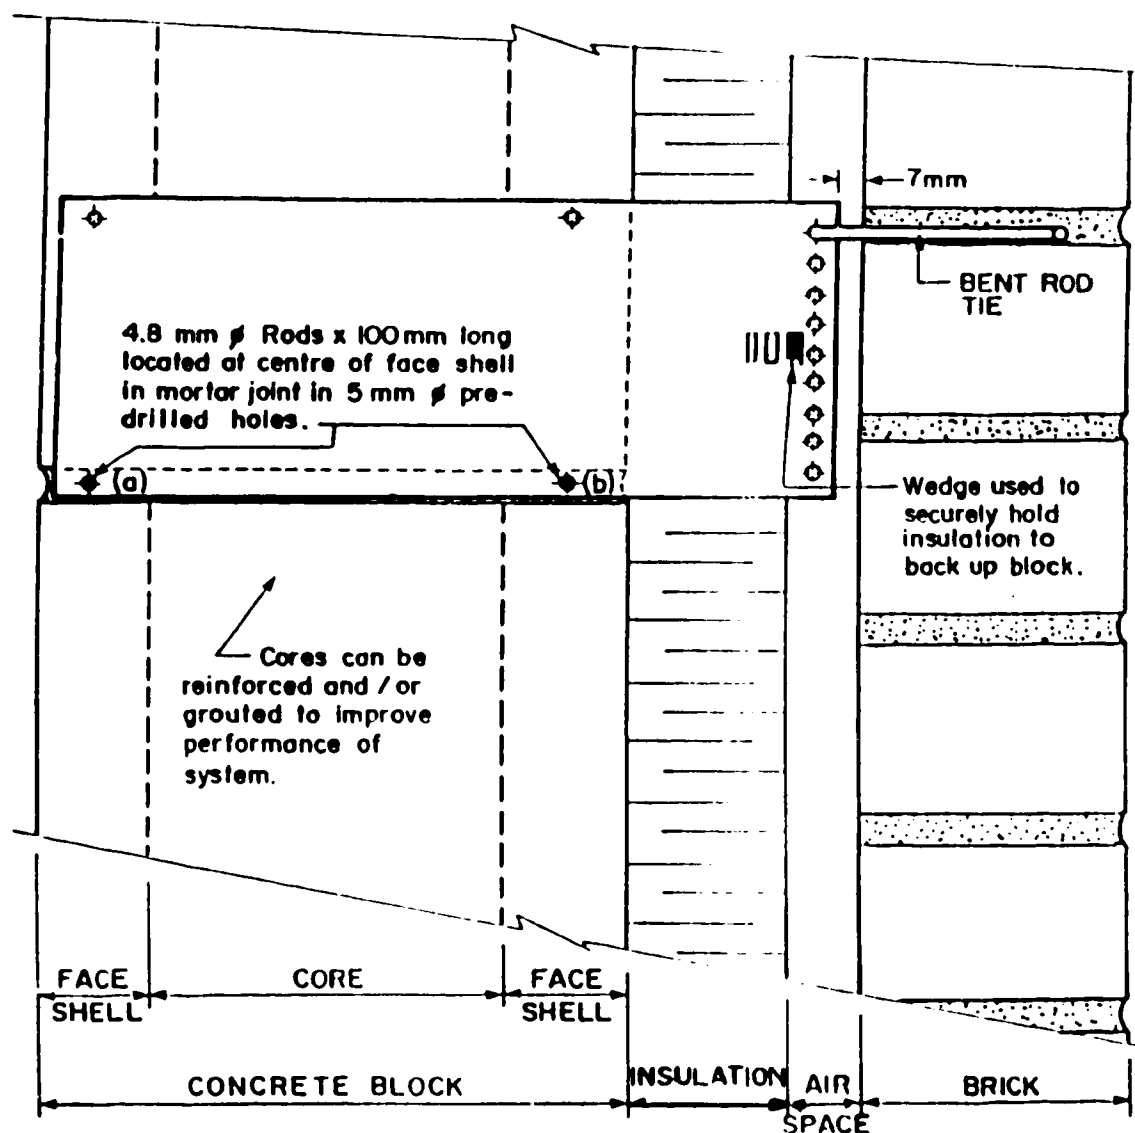 7mm
BENT ROD
TIE
4.8 mm ø Rods x 100mm long
located at centre of face shell
in mortar joint in 5 mm ø pre-
drilled holes.
(a)
(b)
Wedge used to
securely hold
insulation to
back up block.
Cores can be
reinforced and / or
grouted to improve
performance of
system.
FACE
SHELL
CORE
FACE
SHELL
CONCRETE BLOCK
INSULATION
AIR
SPACE
BRICK